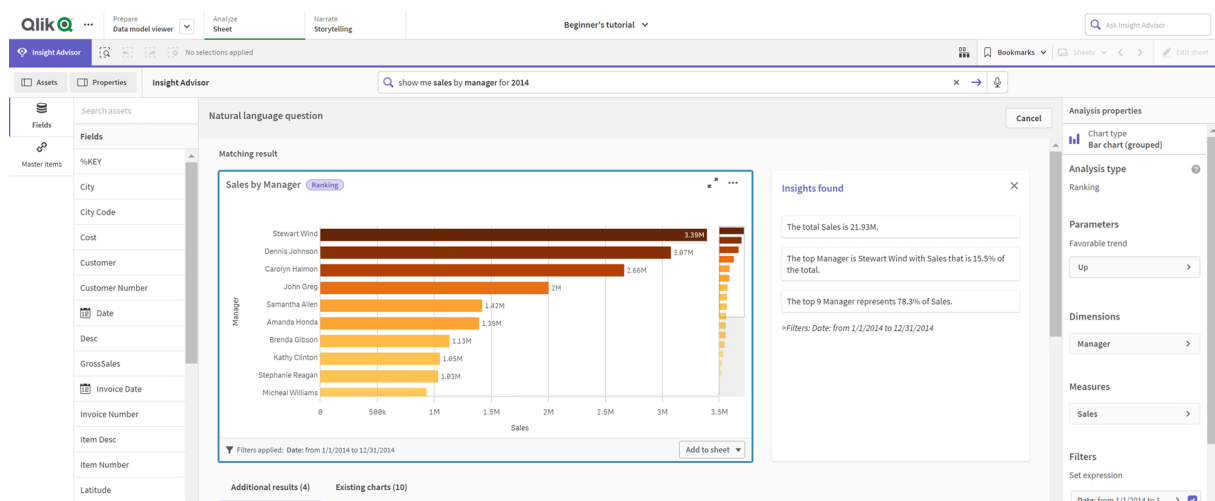 Qlik
Prepare
Data model viewer
Analyze
Sheet
Narrate
Storytelling
Beginner's tutorial
Ask Insight Advisor
Insight Advisor
No selections applied
Bookmarks
Sheets
Edit sheet
Assets
Properties
Insight Advisor
show me sales by manager for 2014
Fields
Master items
Search assets
Fields
%KEY
City
City Code
Cost
Customer
Customer Number
Date
Desc
GrossSales
Invoice Date
Invoice Number
Item Desc
Item Number
Latitude
Natural language question
Cancel
Matching result
Sales by Manager Ranking
Manager
Stewart Wind 3.39M
Dennis Johnson 3.07M
Carolyn Halmon 2.66M
John Greg 2M
Samantha Allen 1.42M
Amanda Honda 1.39M
Brenda Gibson 1.13M
Kathy Clinton 1.05M
Stephanie Reagan 1.03M
Micheal Williams
0 500k 1M 1.5M 2M 2.5M 3M 3.5M
Sales
Filters applied: Date: from 1/1/2014 to 12/31/2014
Add to sheet
Additional results (4) Existing charts (10)
Insights found
The total Sales is 21.93M.
The top Manager is Stewart Wind with Sales that is 15.5% of
the total.
The top 9 Manager represents 78.3% of Sales.
>Filters: Date: from 1/1/2014 to 12/31/2014
Analysis properties
Chart type
Bar chart (grouped)
Analysis type
Ranking
Parameters
Favorable trend
Up
Dimensions
Manager
Measures
Sales
Filters
Set expression
Date: from 1/1/2014 to 1